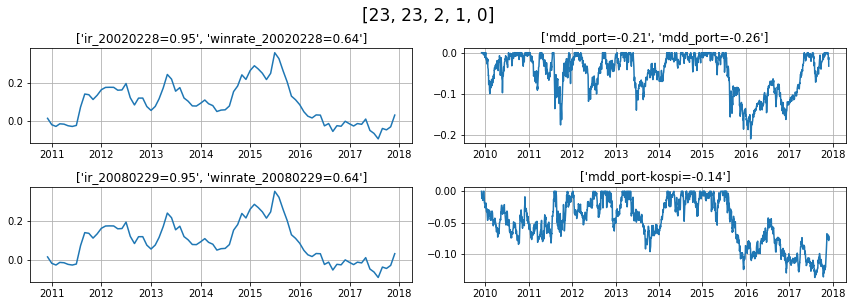 [23, 23, 2, 1, 0]
['ir_20020228=0.95', 'winrate_20020228=0.64']
0.2
0.0
2011 2012 2013 2014 2015 2016 2017 2018
['mdd_port=-0.21', 'mdd_port=-0.26']
0.0
−0.1
−0.2
2010 2011 2012 2013 2014 2015 2016 2017 2018
['ir_20080229=0.95', 'winrate_20080229=0.64']
0.2
0.0
2011 2012 2013 2014 2015 2016 2017 2018
['mdd_port-kospi=-0.14']
0.00
−0.05
−0.10
2010 2011 2012 2013 2014 2015 2016 2017 2018